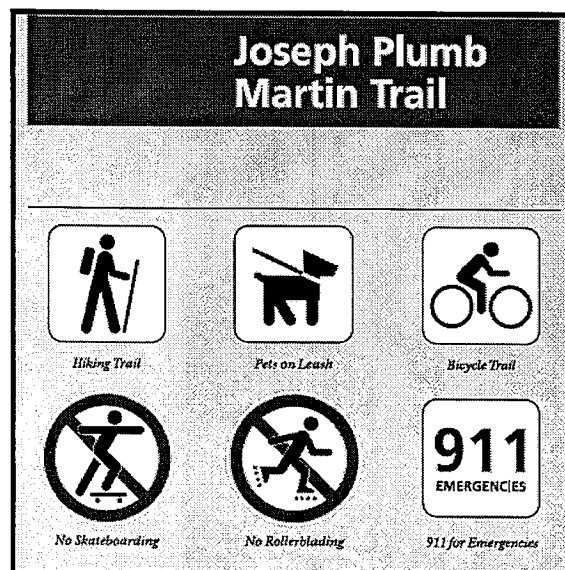 Joseph Plumb
Martin Trail
Hiking Trail
Pets on Leash
Bicycle Trail
911
EMERGENCIES
No Skateboarding
No Rollerblading
911 for Emergencies